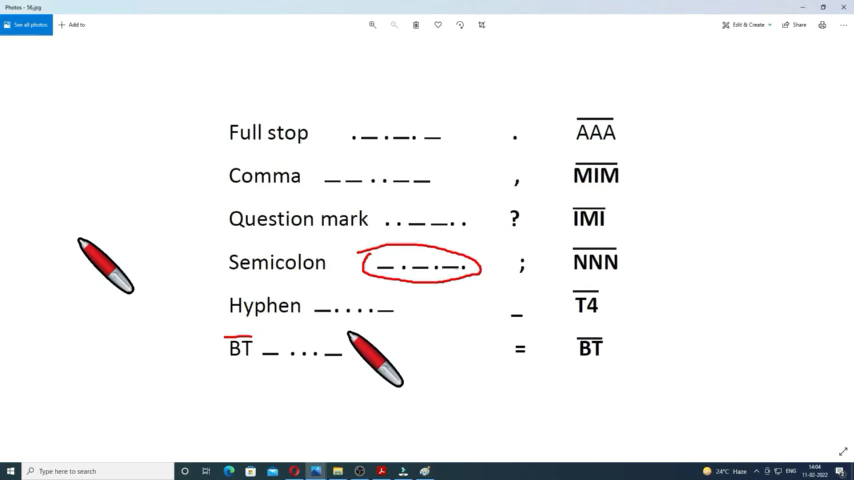 Photos - 56.jpg
See all photos + Add to Edit & Create Share
Full stop . _ . _ . _ . AAA
Comma _ _ . . _ _ , MIM
Question mark . . _ _ . . ? IMI
Semicolon _ . _ . _ . ; NNN
Hyphen _ . . . . _ _ T4
BT _ . . . _ = BT
Type here to search 24°C Haze ENG 14:04
11-02-2022